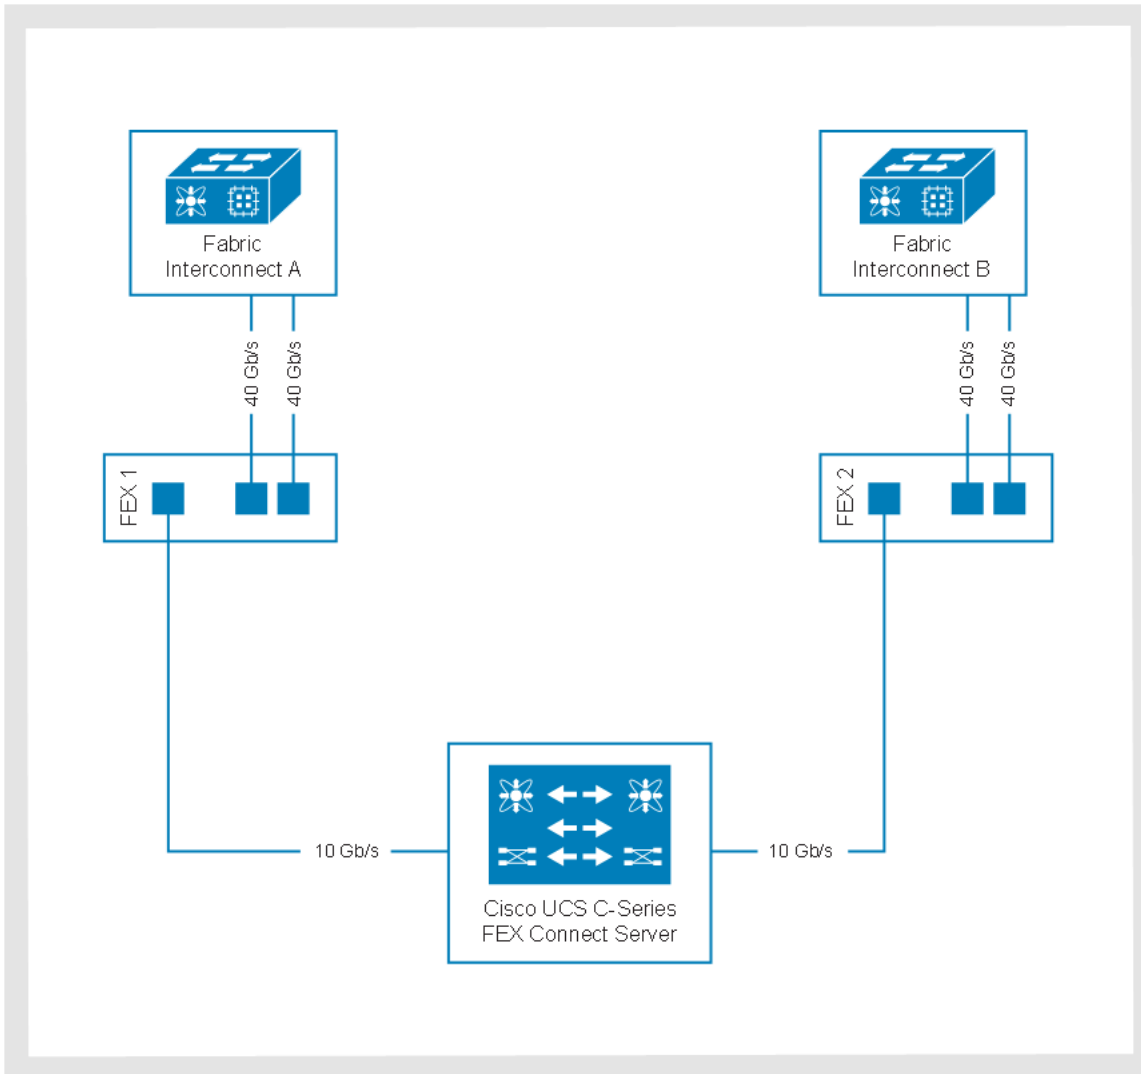 Fabric
Interconnect A
Fabric
Interconnect B
40 Gb/s
40 Gb/s
40 Gb/s
40 Gb/s
FEX 1
FEX 2
10 Gb/s
10 Gb/s
Cisco UCS C-Series
FEX Connect Server